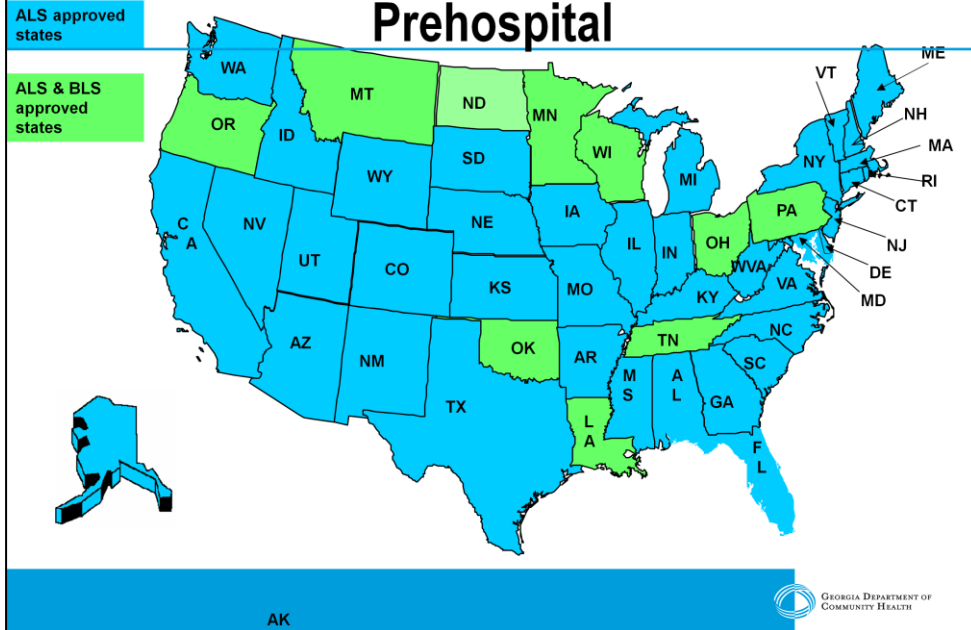 Prehospital
ALS approved
states
ALS & BLS
approved
states
WA
MT
ND
MN
VT
ME
OR
ID
NH
WI
MA
SD
NY
WY
MI
RI
CT
C
A
NV
NE
IA
PA
UT
CO
IL
IN
OH
NJ
WVA
DE
KS
MO
VA
MD
KY
AZ
NM
OK
AR
TN
NC
SC
TX
M
S
A
L
GA
L
A
F
L
AK
GEORGIA DEPARTMENT OF
COMMUNITY HEALTH